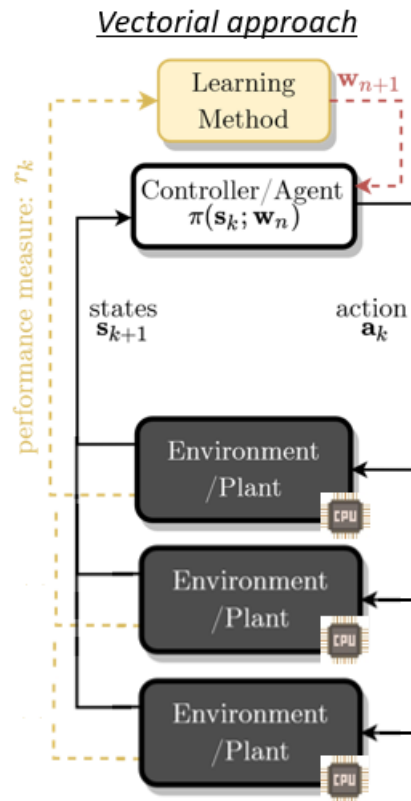 Vectorial approach
Learning
Method
w_{n+1}
Controller/Agent
π(s_k; w_n)
performance measure: r_k
states
s_{k+1}
action
a_k
Environment
/Plant
CPU
Environment
/Plant
CPU
Environment
/Plant
CPU